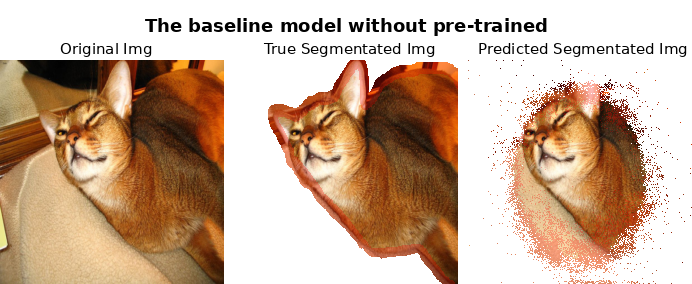 The baseline model without pre-trained
Original Img
True Segmentated Img
Predicted Segmentated Img